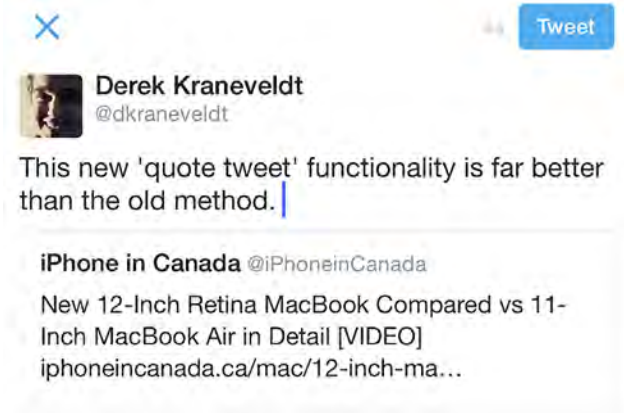 Tweet
Derek Kraneveldt
@dkraneveldt
This new 'quote tweet' functionality is far better
than the old method.
iPhone in Canada @iPhoneinCanada
New 12-Inch Retina MacBook Compared vs 11-
Inch MacBook Air in Detail [VIDEO]
iphoneincanada.ca/mac/12-inch-ma...